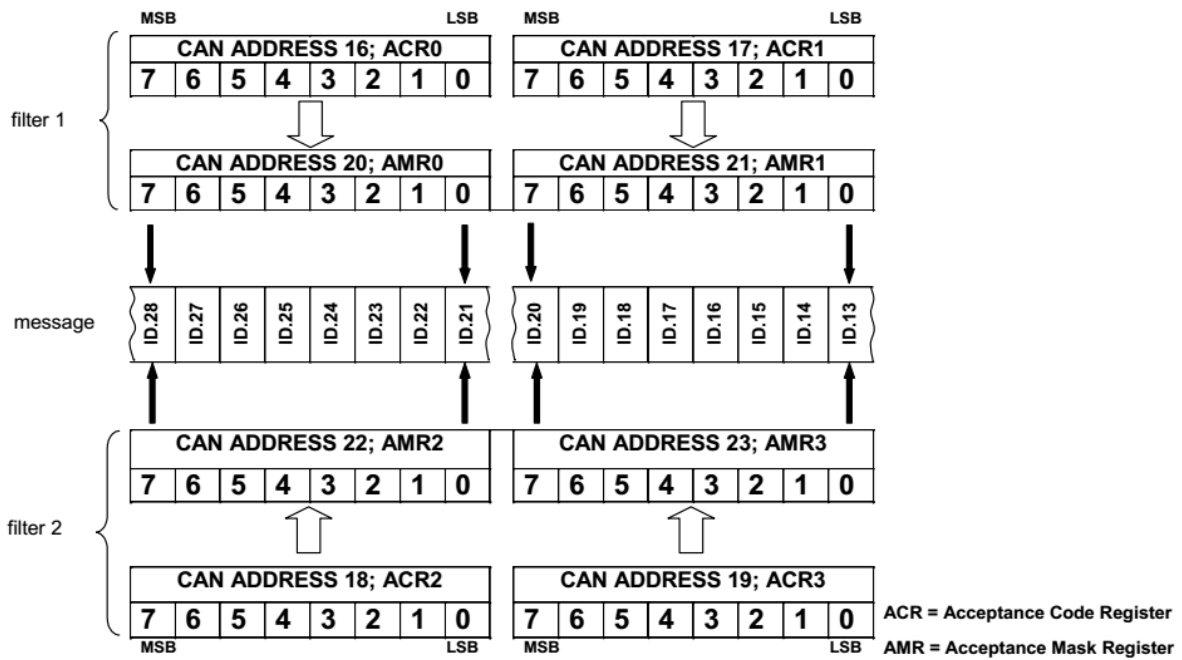 MSB LSB MSB LSB
CAN ADDRESS 16; ACR0 CAN ADDRESS 17; ACR1
7 6 5 4 3 2 1 0 7 6 5 4 3 2 1 0
filter 1
CAN ADDRESS 20; AMR0 CAN ADDRESS 21; AMR1
7 6 5 4 3 2 1 0 7 6 5 4 3 2 1 0
message ID.28 ID.27 ID.26 ID.25 ID.24 ID.23 ID.22 ID.21 ID.20 ID.19 ID.18 ID.17 ID.16 ID.15 ID.14 ID.13
CAN ADDRESS 22; AMR2 CAN ADDRESS 23; AMR3
7 6 5 4 3 2 1 0 7 6 5 4 3 2 1 0
filter 2
CAN ADDRESS 18; ACR2 CAN ADDRESS 19; ACR3
7 6 5 4 3 2 1 0 7 6 5 4 3 2 1 0
ACR = Acceptance Code Register
MSB LSB MSB LSB
AMR = Acceptance Mask Register